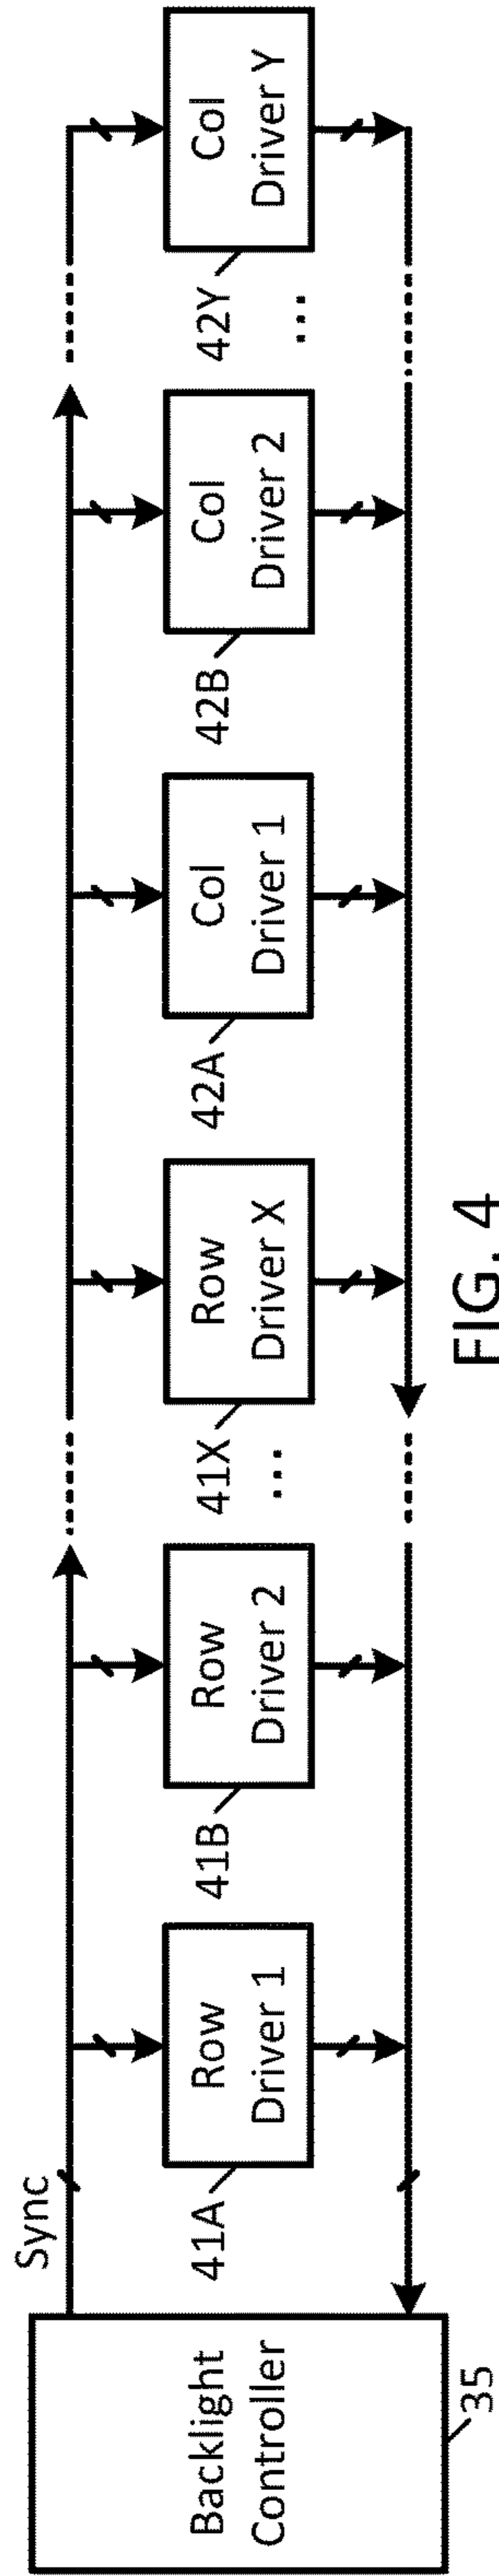 Sync
Backlight
Controller
35
Row
Driver 1
41A
Row
Driver 2
41B
...
Row
Driver X
41X
Col
Driver 1
42A
Col
Driver 2
42B
...
Col
Driver Y
42Y
FIG. 4